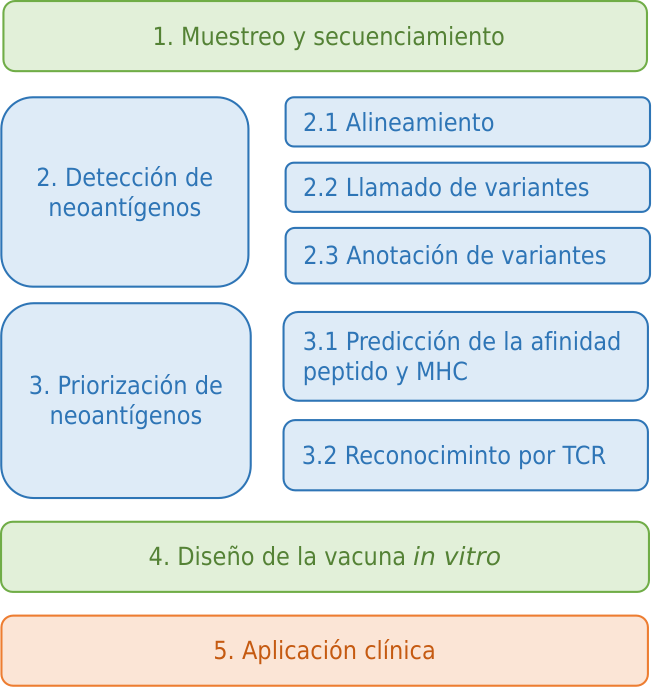 1. Muestreo y secuenciamiento
2. Detección de
neoantígenos
2.1 Alineamiento
2.2 Llamado de variantes
2.3 Anotación de variantes
3. Priorización de
neoantígenos
3.1 Predicción de la afinidad
peptido y MHC
3.2 Reconociminto por TCR
4. Diseño de la vacuna in vitro
5. Aplicación clínica